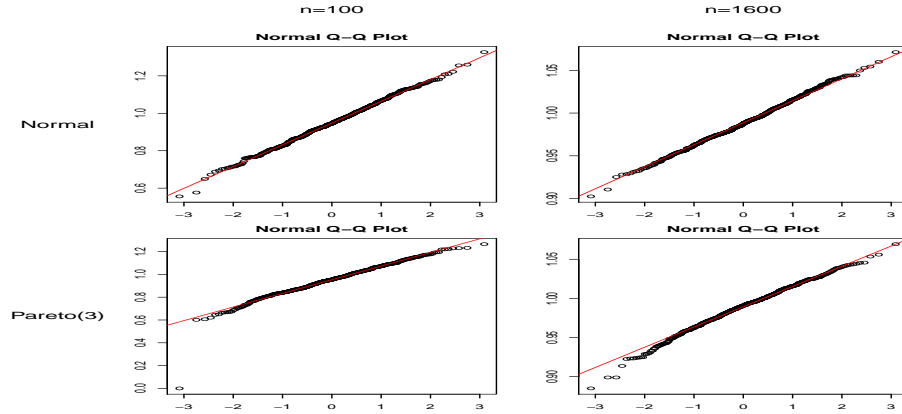 n=100
n=1600
Normal Q-Q Plot
Normal Q-Q Plot
Normal
0.6 0.8 1.0 1.2
0.90 0.95 1.00 1.05
-3 -2 -1 0 1 2 3
-3 -2 -1 0 1 2 3
Normal Q-Q Plot
Normal Q-Q Plot
Pareto(3)
0.0 0.2 0.4 0.6 0.8 1.0 1.2
0.90 0.95 1.00 1.05
-3 -2 -1 0 1 2 3
-3 -2 -1 0 1 2 3